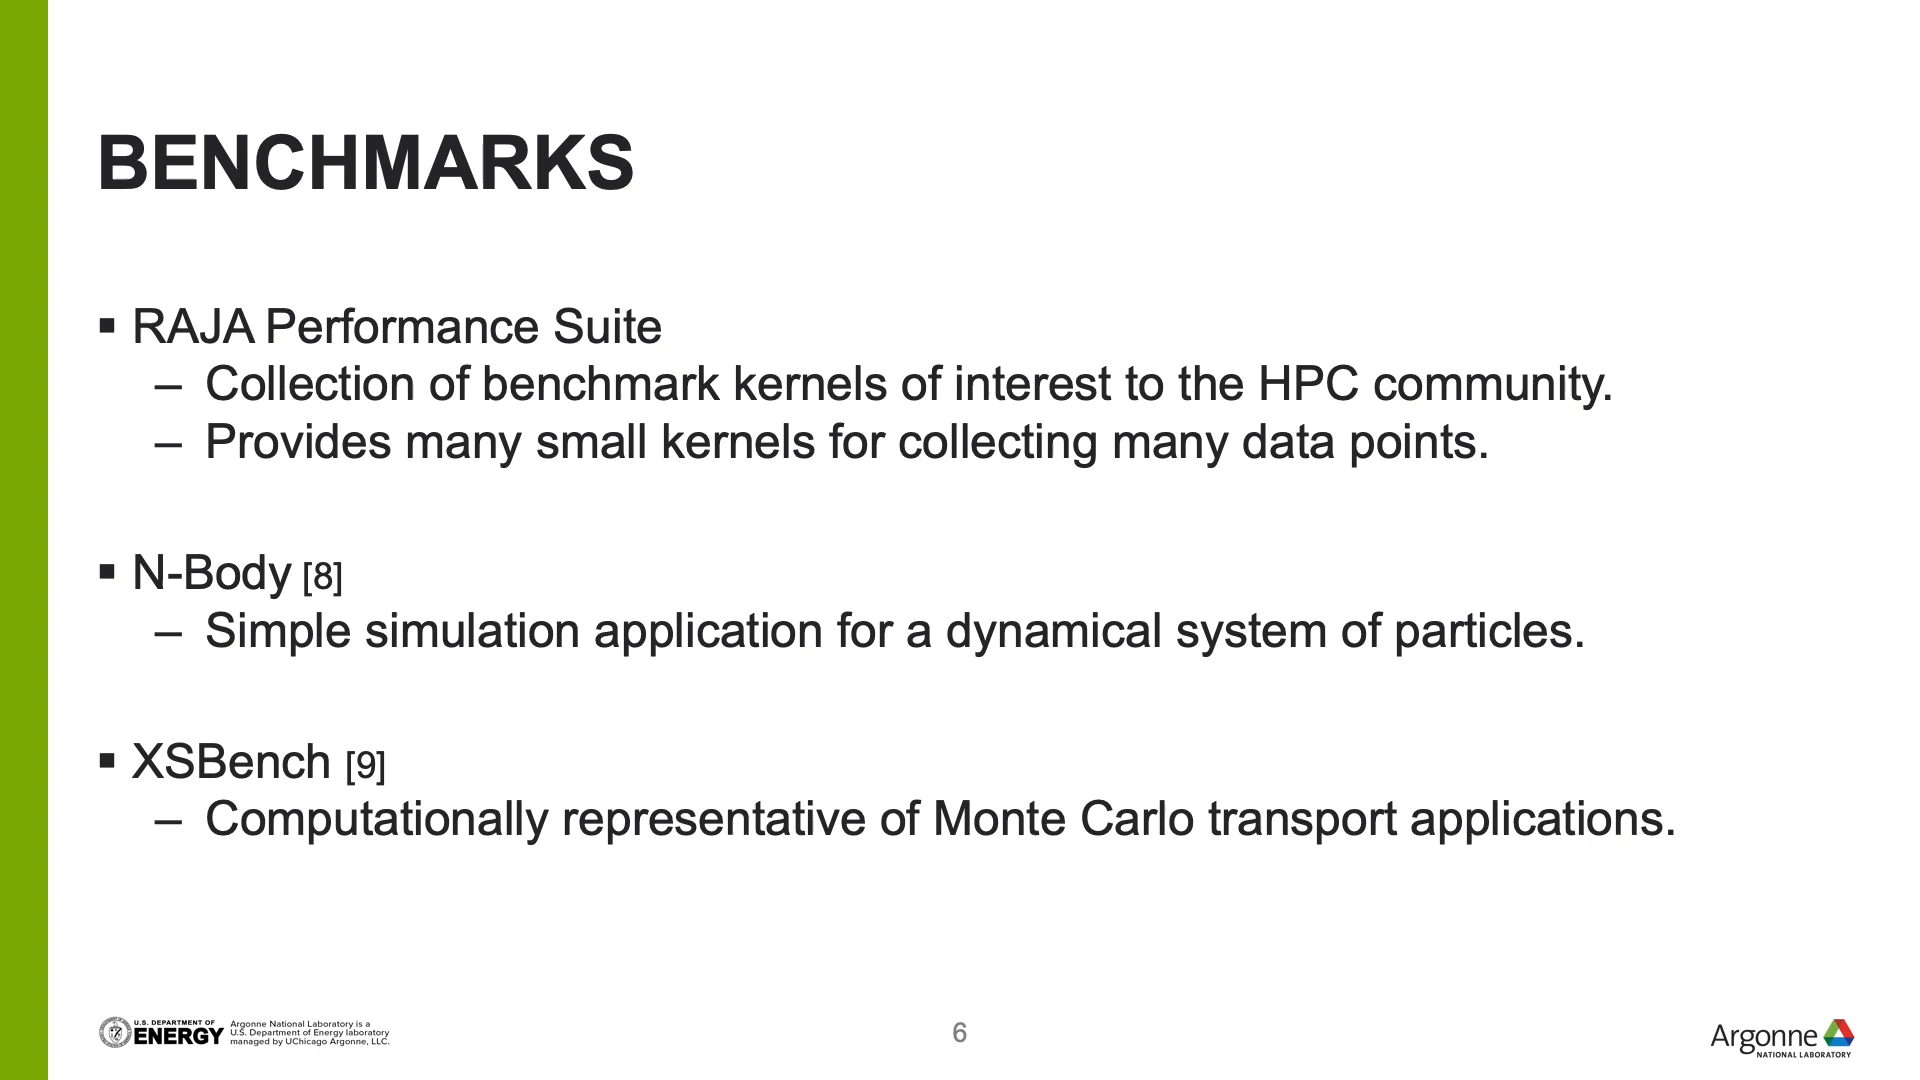 BENCHMARKS
▪ RAJA Performance Suite
– Collection of benchmark kernels of interest to the HPC community.
– Provides many small kernels for collecting many data points.
▪ N-Body [8]
– Simple simulation application for a dynamical system of particles.
▪ XSBench [9]
– Computationally representative of Monte Carlo transport applications.
U.S. DEPARTMENT OF
ENERGY
Argonne National Laboratory is a
U.S. Department of Energy laboratory
managed by UChicago Argonne, LLC.
6
Argonne
NATIONAL LABORATORY